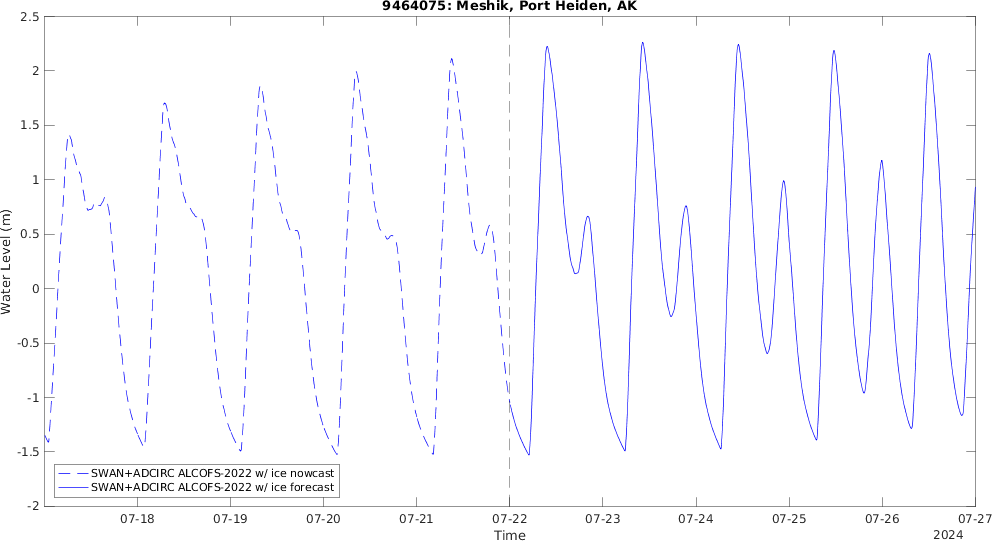 9464075: Meshik, Port Heiden, AK
Water Level (m)
2.5
2
1.5
1
0.5
0
-0.5
-1
-1.5
-2
SWAN+ADCIRC ALCOFS-2022 w/ ice nowcast
SWAN+ADCIRC ALCOFS-2022 w/ ice forecast
07-18 07-19 07-20 07-21 07-22 07-23 07-24 07-25 07-26 07-27
Time
2024